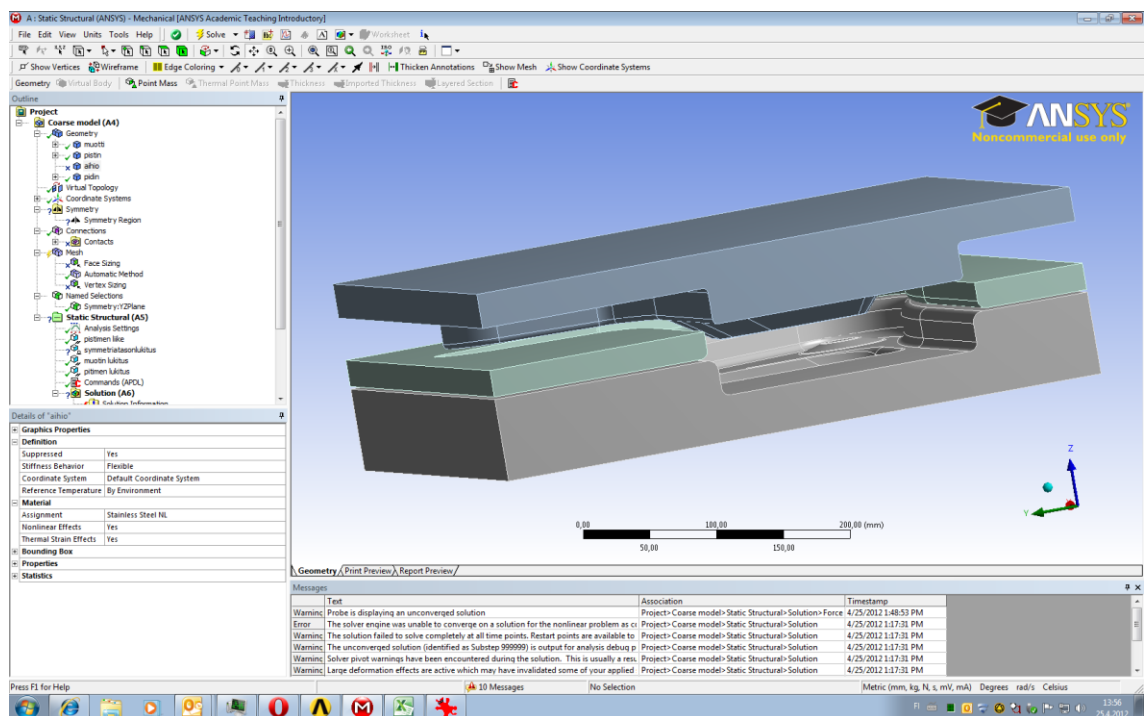 A : Static Structural (ANSYS) - Mechanical [ANSYS Academic Teaching Introductory]
File Edit View Units Tools Help Solve Worksheet
Show Vertices Wireframe Edge Coloring Thicken Annotations Show Mesh Show Coordinate Systems
Geometry Virtual Body Point Mass Thermal Point Mass Thickness Imported Thickness Layered Section
Outline
Project
Coarse model (A4)
Geometry
muotti
pistin
aihio
pidin
Virtual Topology
Coordinate Systems
Symmetry
Symmetry Region
Connections
Contacts
Mesh
Face Sizing
Automatic Method
Vertex Sizing
Named Selections
Symmetry:YZPlane
Static Structural (A5)
Analysis Settings
pistimen like
symmetriatasonlukitus
muotin lukitus
pitimen lukitus
Commands (APDL)
Solution (A6)
Solution Information
Details of "aihio"
Graphics Properties
Definition
Suppressed Yes
Stiffness Behavior Flexible
Coordinate System Default Coordinate System
Reference Temperature By Environment
Material
Assignment Stainless Steel NL
Nonlinear Effects Yes
Thermal Strain Effects Yes
Bounding Box
Properties
Statistics
ANSYS
Noncommercial use only
Z
Y
0,00 100,00 200,00 (mm)
50,00 150,00
Geometry Print Preview Report Preview
Messages
Text Association Timestamp
Warninc Probe is displaying an unconverged solution Project>Coarse model>Static Structural>Solution>Force 4/25/2012 1:48:53 PM
Error The solver engine was unable to converge on a solution for the nonlinear problem as Project>Coarse model>Static Structural>Solution 4/25/2012 1:17:31 PM
Warninc The solution failed to solve completely at all time points. Restart points are available to Project>Coarse model>Static Structural>Solution 4/25/2012 1:17:31 PM
Warninc The unconverged solution (identified as Substep 999999) is output for analysis debug p Project>Coarse model>Static Structural>Solution 4/25/2012 1:17:31 PM
Warninc Solver pivot warnings have been encountered during the solution. This is usually a resu Project>Coarse model>Static Structural>Solution 4/25/2012 1:17:31 PM
Warninc Large deformation effects are active which may have invalidated some of your applied Project>Coarse model>Static Structural>Solution 4/25/2012 1:17:31 PM
Press F1 for Help 10 Messages No Selection Metric (mm, kg, N, s, mV, mA) Degrees rad/s Celsius
FI 13:56
25.4.2012